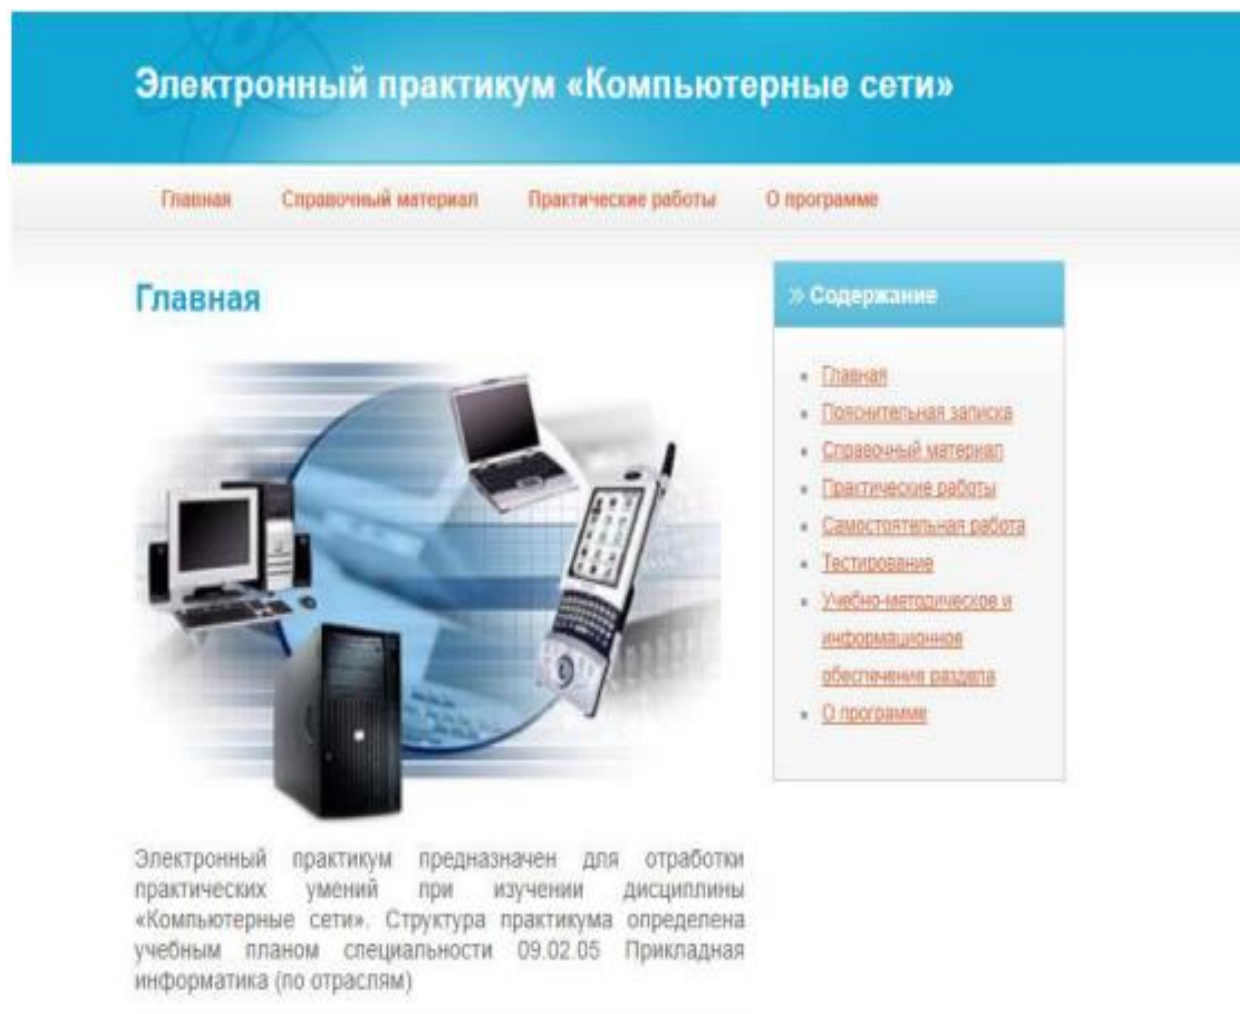 Электронный практикум «Компьютерные сети»
Главная
Справочный материал
Практические работы
О программе
Главная
Электронный практикум предназначен для отработки
практических умений при изучении дисциплины
«Компьютерные сети». Структура практикума определена
учебным планом специальности 09.02.05 Прикладная
информатика (по отраслям)
» Содержание
Главная
Пояснительная записка
Справочный материал
Практические работы
Самостоятельная работа
Тестирование
Учебно-методическое и
информационное
обеспечение раздела
О программе